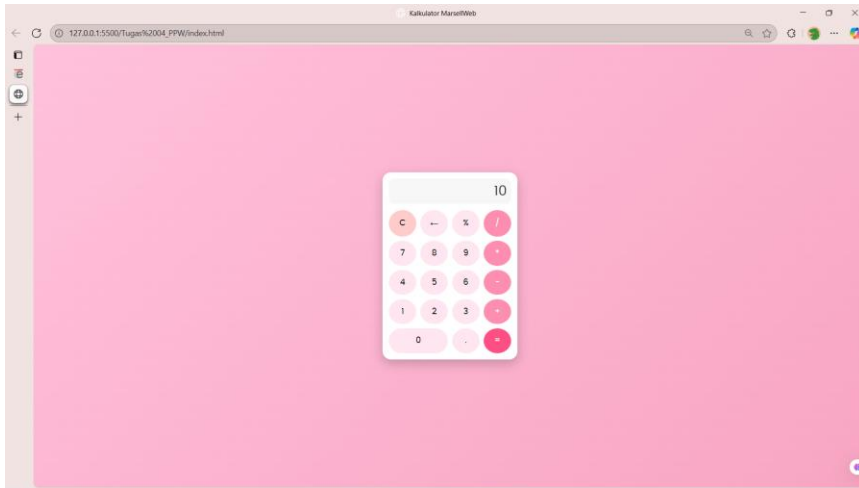 Kalkulator MarsellWeb
127.0.0.1:5500/Tugas%2004_PPW/index.html
10
C ← % /
7 8 9 *
4 5 6 -
1 2 3 +
0 . =